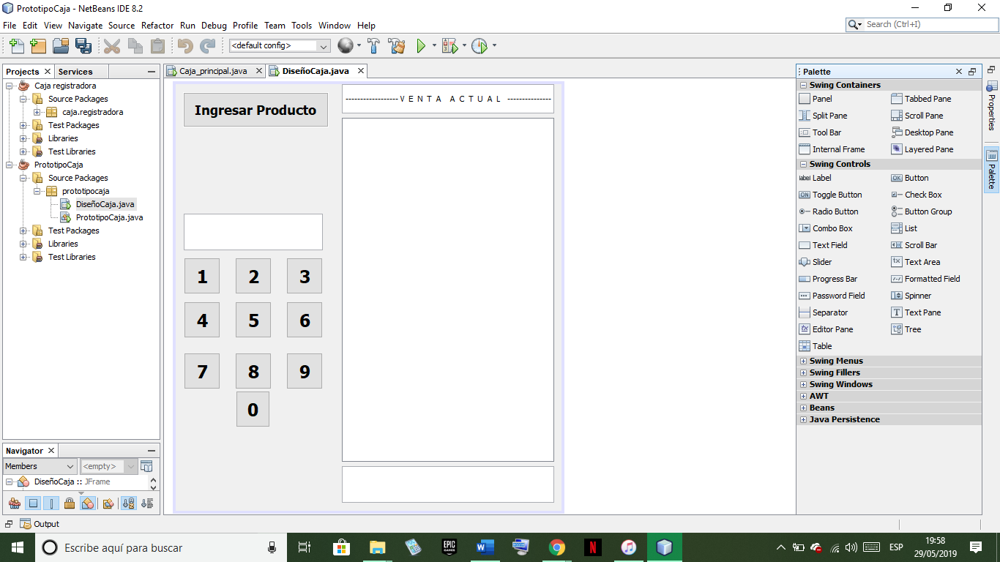 PrototipoCaja - NetBeans IDE 8.2
File Edit View Navigate Source Refactor Run Debug Profile Team Tools Window Help
Search (Ctrl+I)
<default config>
Projects
Services
Caja registradora
Source Packages
caja.registradora
Test Packages
Libraries
Test Libraries
PrototipoCaja
Source Packages
prototipocaja
DiseñoCaja.java
PrototipoCaja.java
Test Packages
Libraries
Test Libraries
Navigator
Members
<empty>
DiseñoCaja :: JFrame
Output
Caja_principal.java
DiseñoCaja.java
Ingresar Producto
------------------V E N T A A C T U A L ---------------
1 2 3
4 5 6
7 8 9
0
Palette
Swing Containers
Panel Tabbed Pane
Split Pane Scroll Pane
Tool Bar Desktop Pane
Internal Frame Layered Pane
Swing Controls
label Label OK Button
ON Toggle Button Check Box
Radio Button Button Group
Combo Box List
Text Field Scroll Bar
Slider Text Area
Progress Bar Formatted Field
Password Field Spinner
Separator Text Pane
Editor Pane Tree
Table
Swing Menus
Swing Fillers
Swing Windows
AWT
Beans
Java Persistence
Properties
Palette
Escribe aquí para buscar
EPIC GAMES
ESP
19:58
29/05/2019